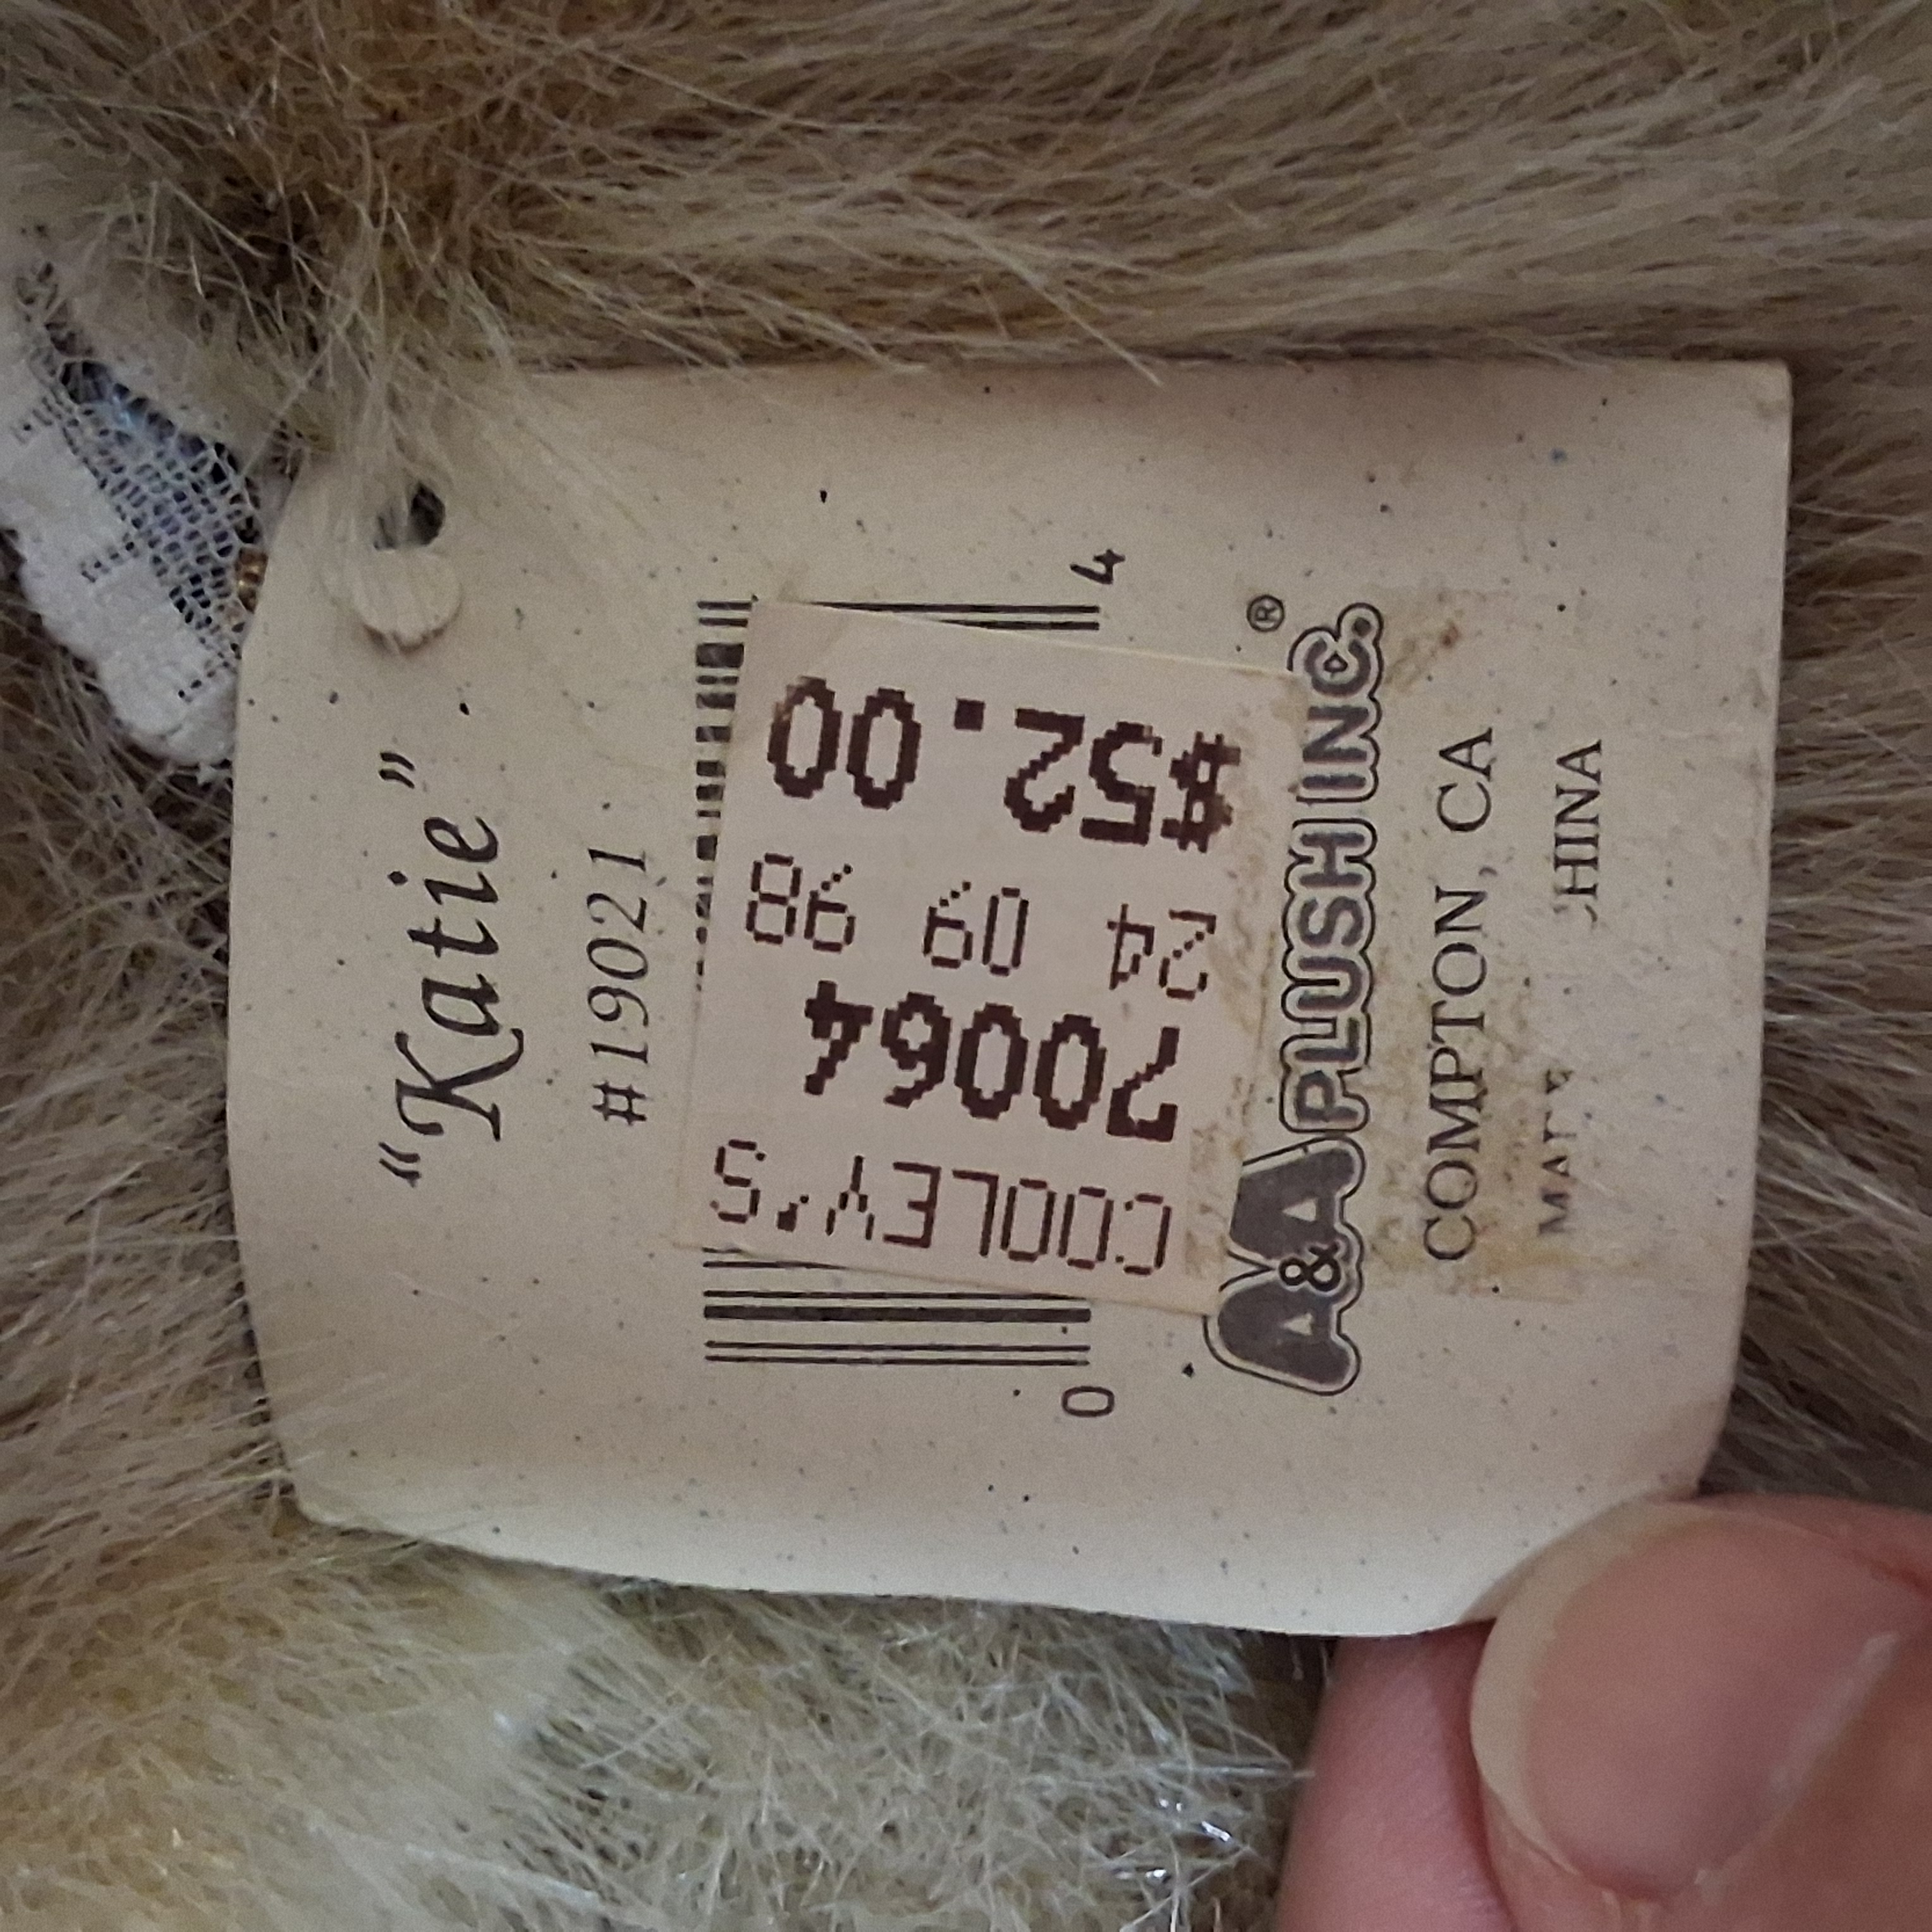 "Katie"
#19021
COOLEY'S
70064
24 09 98
$52.00
0 4
A&A PLUSH INC.®
COMPTON, CA